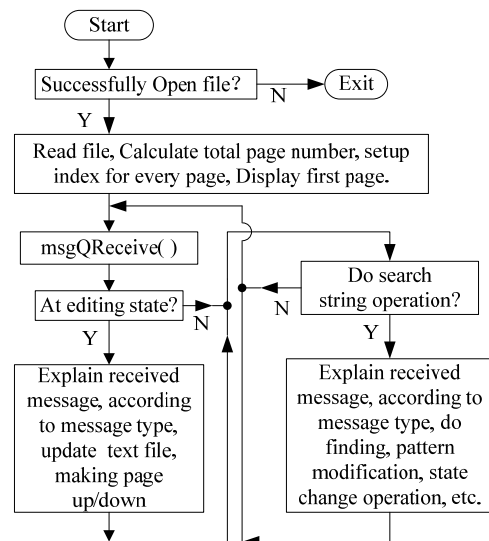 Start
Successfully Open file?
N
Exit
Y
Read file, Calculate total page number, setup
index for every page, Display first page.
msgQReceive( )
At editing state?
N
Y
Explain received
message, according
to message type,
update text file,
making page
up/down
Do search
string operation?
N
Y
Explain received
message, according to
message type, do
finding, pattern
modification, state
change operation, etc.